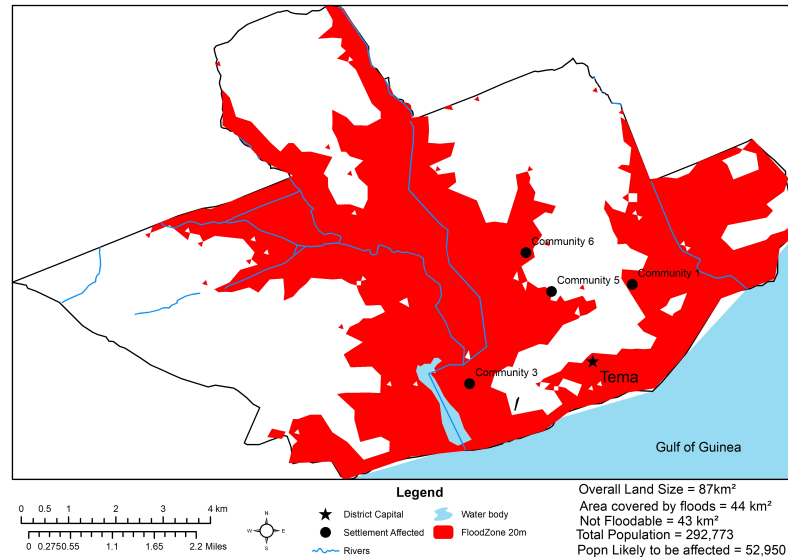 Community 6
Community 1
Community 5
Tema
Community 3
Gulf of Guinea
Legend
0 0.5 1 2 3 4 km
0 0.275 0.55 1.1 1.65 2.2 Miles
N
W E
S
District Capital
Settlement Affected
Rivers
Water body
FloodZone 20m
Overall Land Size = 87km²
Area covered by floods = 44 km²
Not Floodable = 43 km²
Total Population = 292,773
Popn Likely to be affected = 52,950